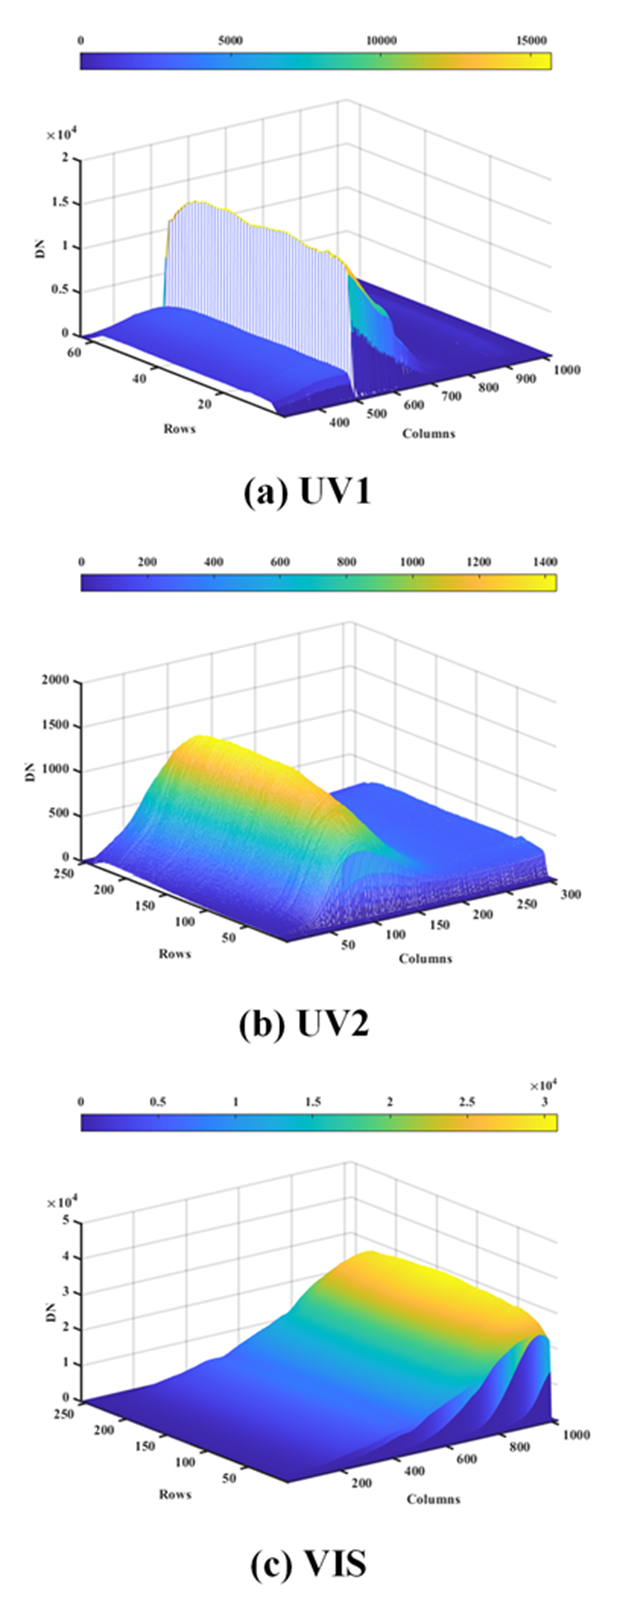 0 5000 10000 15000
×10⁴
2
1.5
1
0.5
0
DN
60 40 20
Rows
400 500 600 700 800 900 1000
Columns
(a) UV1
0 200 400 600 800 1000 1200 1400
2000
1500
1000
500
0
DN
250 200 150 100 50
Rows
50 100 150 200 250 300
Columns
(b) UV2
×10⁴
0 0.5 1 1.5 2 2.5 3
×10⁴
5
4
3
2
1
0
DN
250 200 150 100 50
Rows
200 400 600 800 1000
Columns
(c) VIS